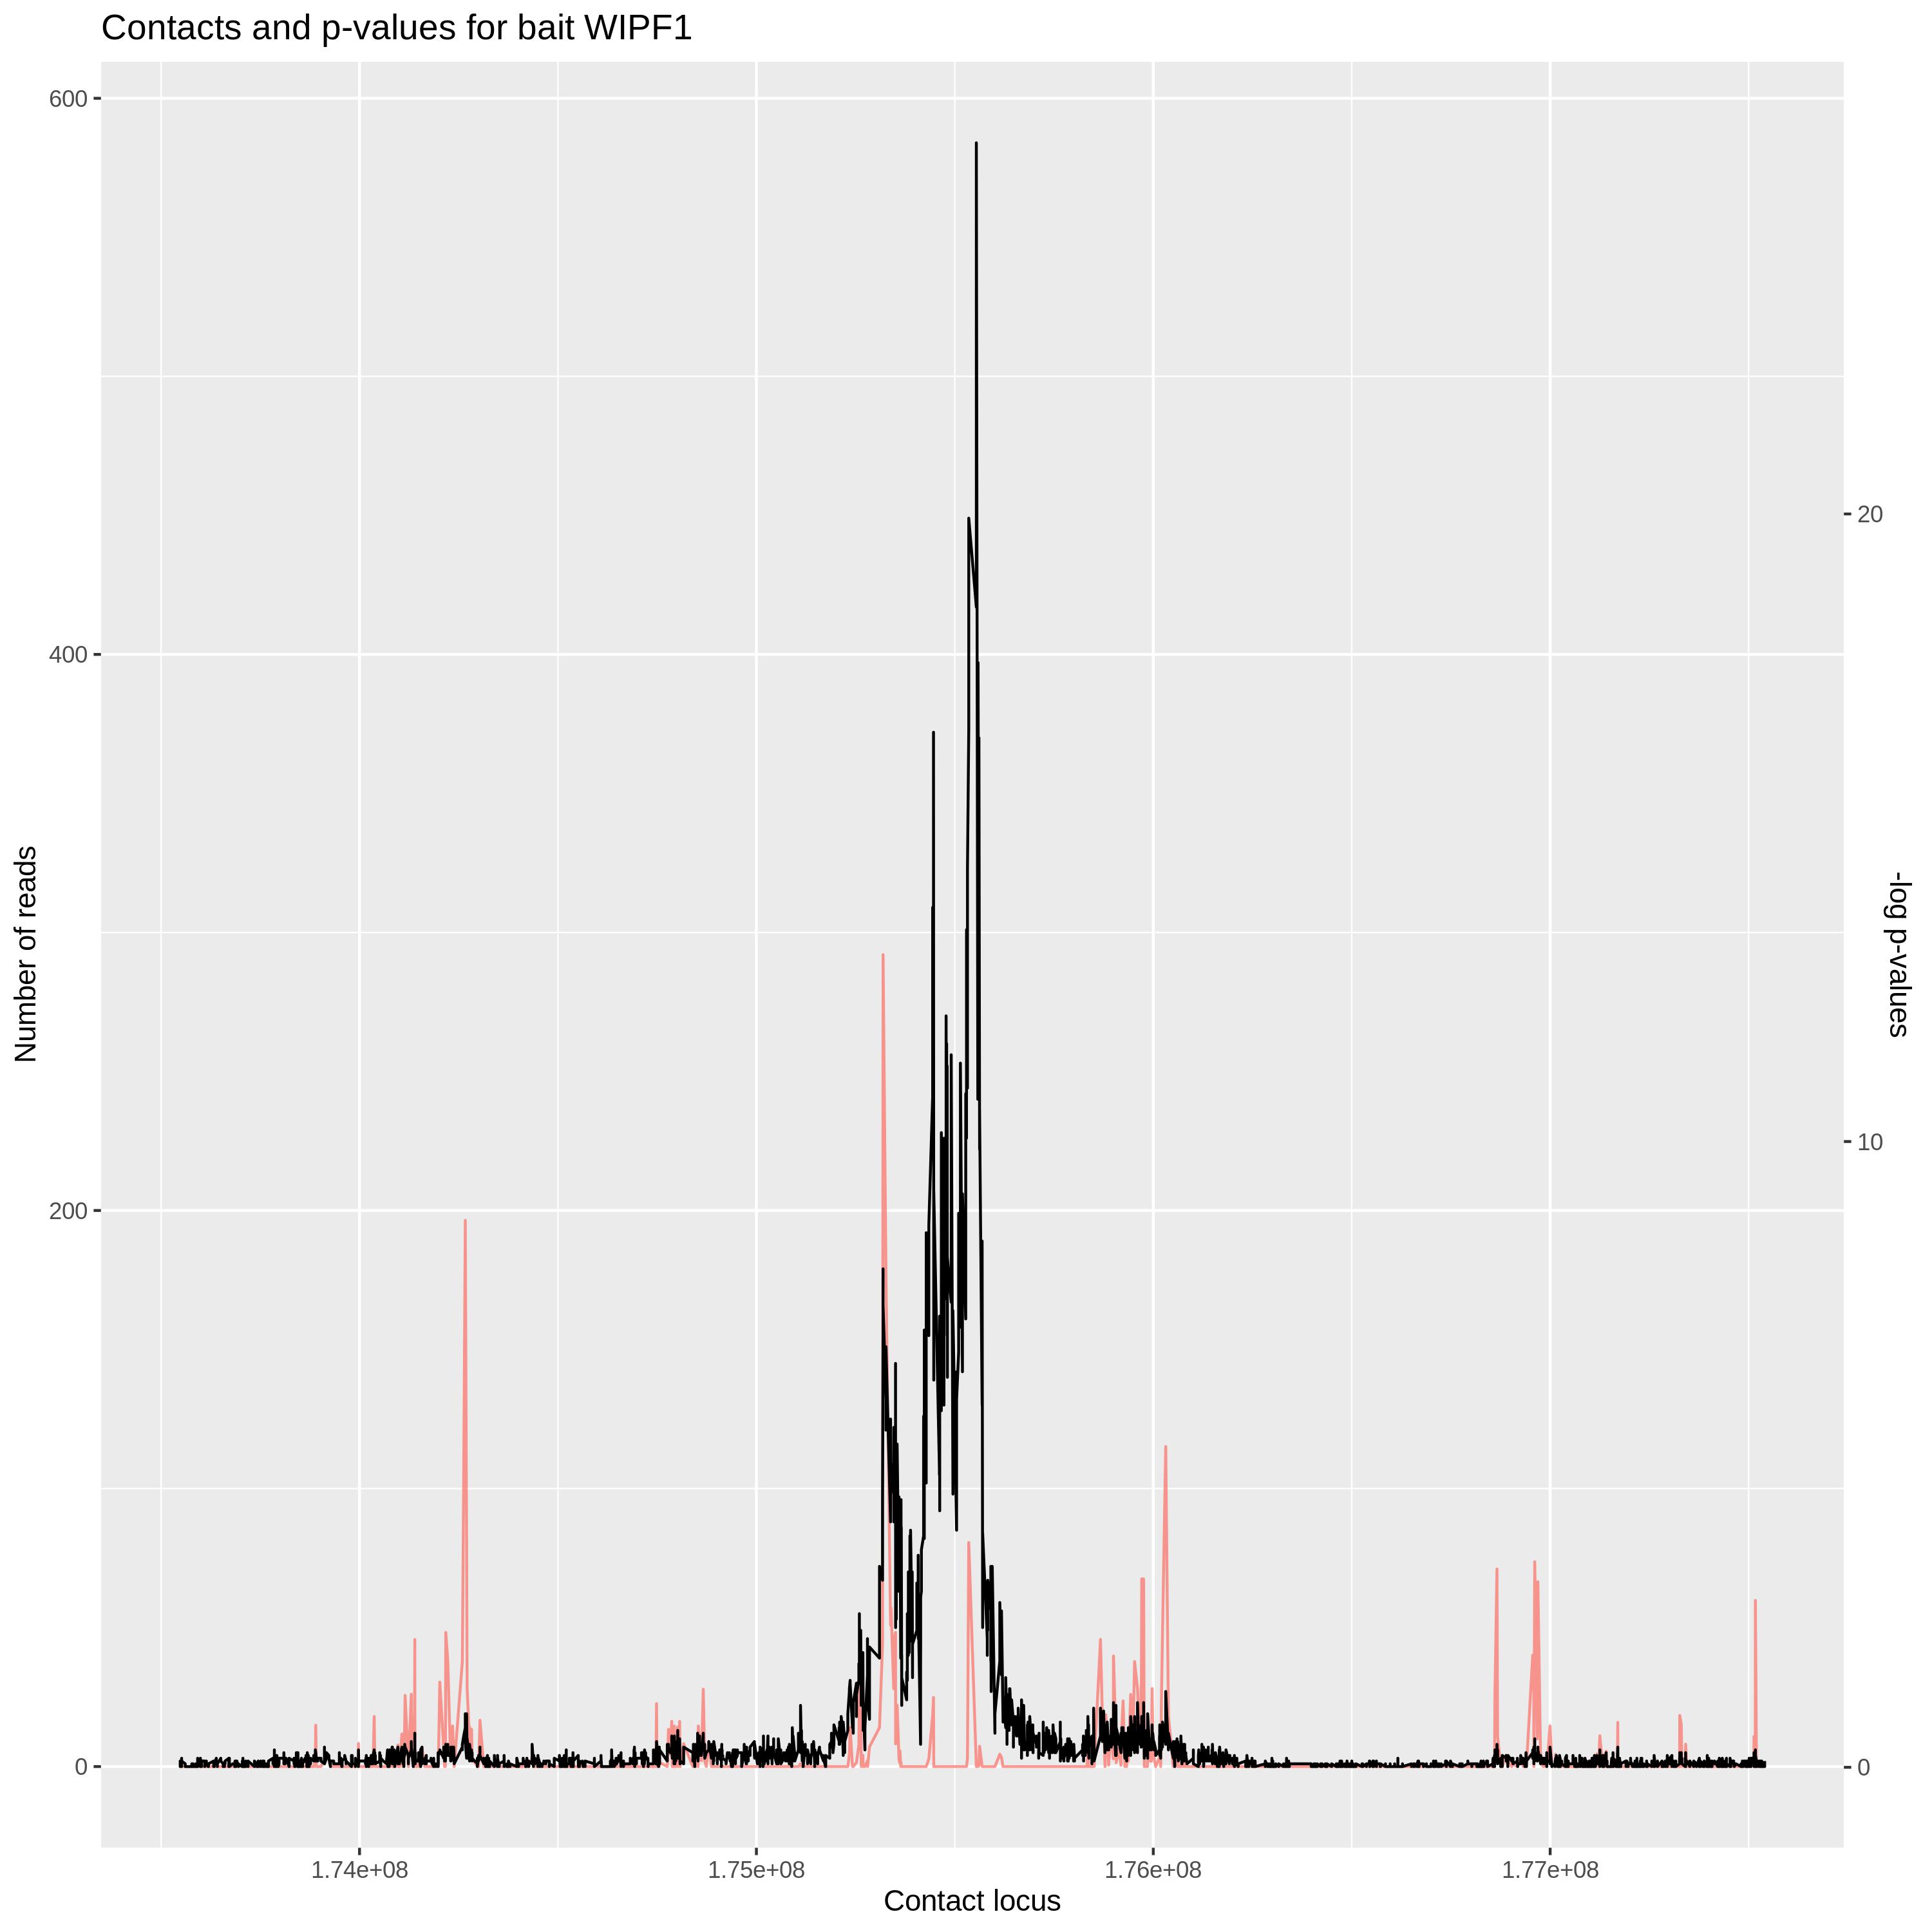 Contacts and p-values for bait WIPF1
600
400
200
0
Number of reads
20
10
0
-log p-values
1.74e+08
1.75e+08
1.76e+08
1.77e+08
Contact locus